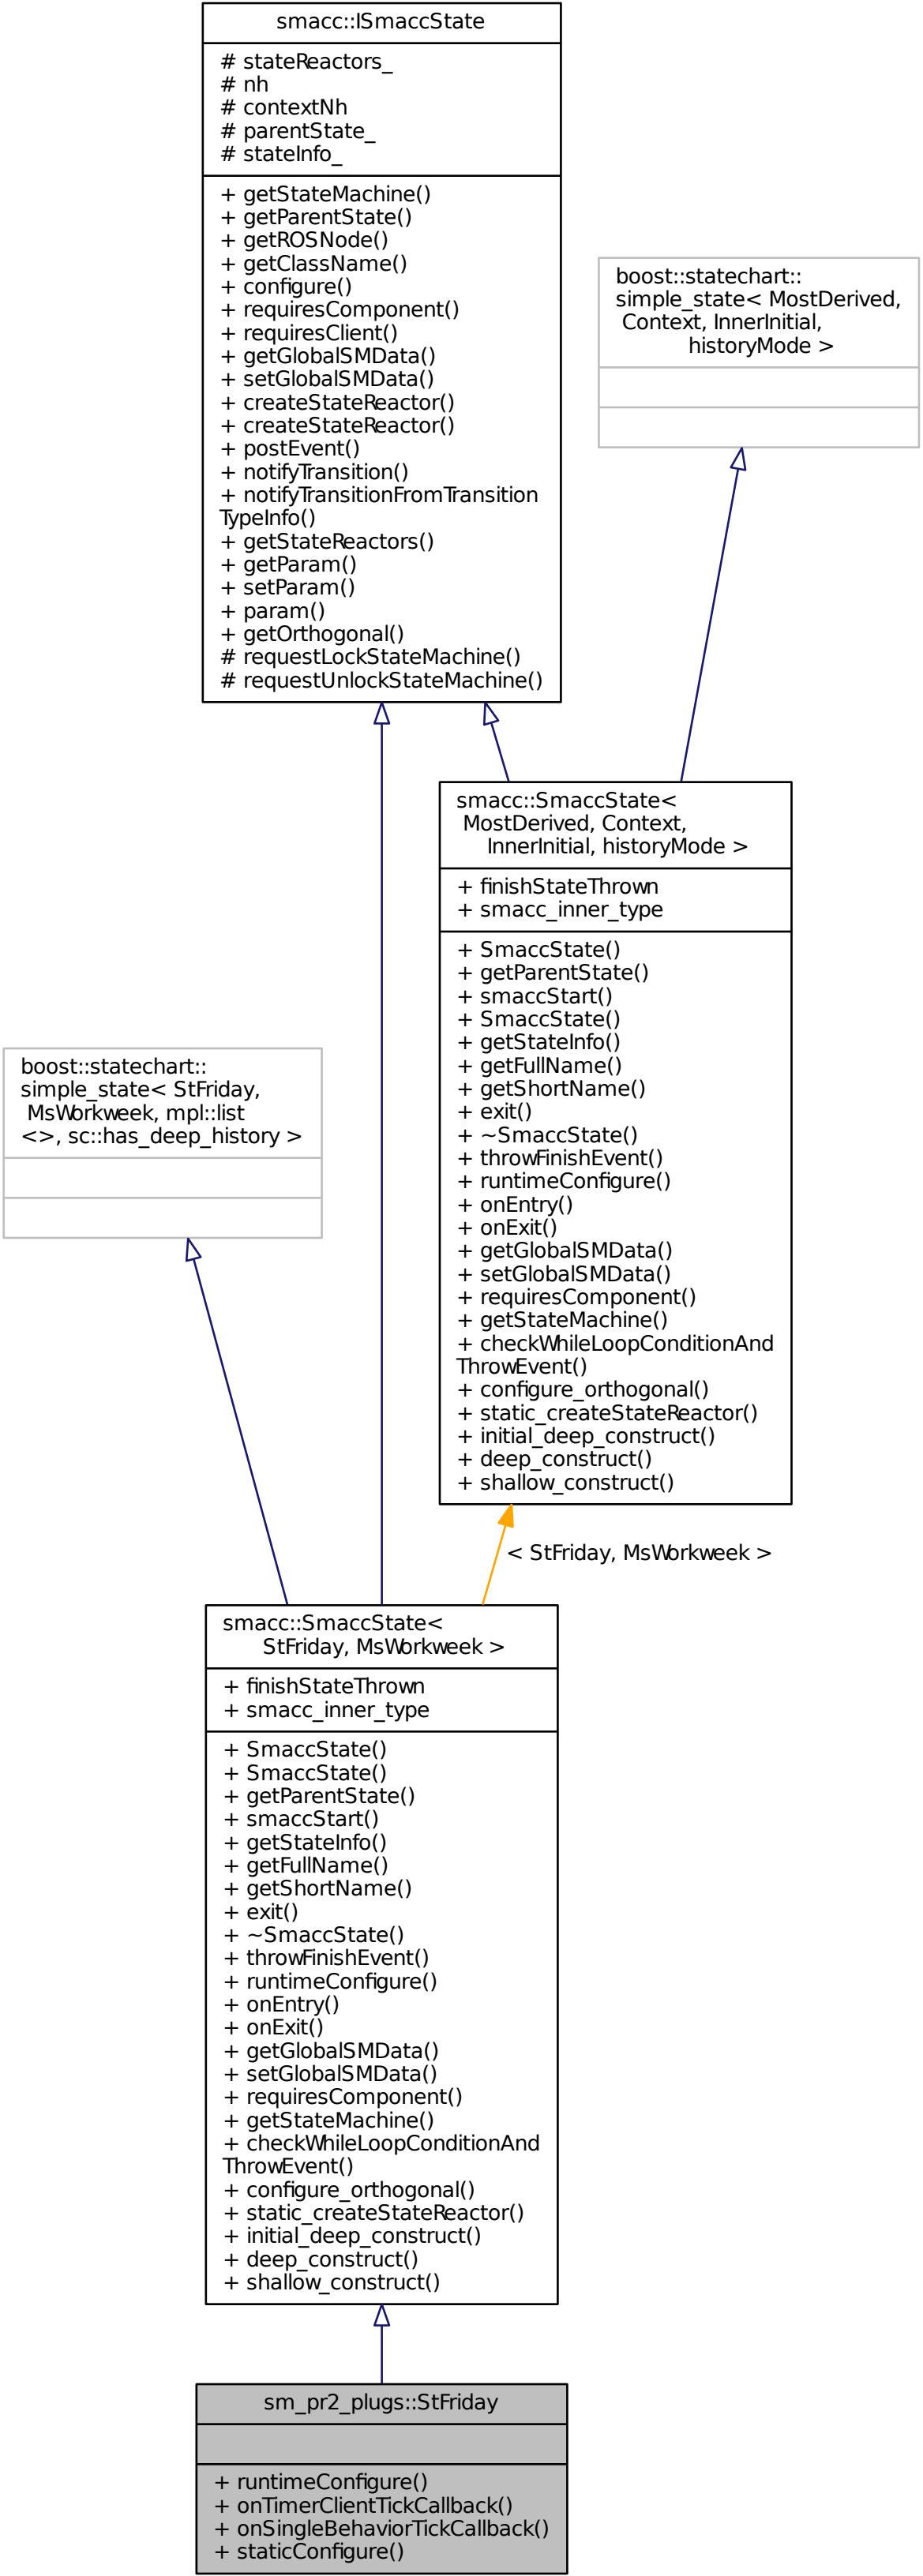 smacc::ISmaccState
# stateReactors_
# nh
# contextNh
# parentState_
# stateInfo_
+ getStateMachine()
+ getParentState()
+ getROSNode()
+ getClassName()
+ configure()
+ requiresComponent()
+ requiresClient()
+ getGlobalSMData()
+ setGlobalSMData()
+ createStateReactor()
+ createStateReactor()
+ postEvent()
+ notifyTransition()
+ notifyTransitionFromTransition
TypeInfo()
+ getStateReactors()
+ getParam()
+ setParam()
+ param()
+ getOrthogonal()
# requestLockStateMachine()
# requestUnlockStateMachine()
boost::statechart::
simple_state< MostDerived,
Context, InnerInitial,
historyMode >
smacc::SmaccState<
MostDerived, Context,
InnerInitial, historyMode >
+ finishStateThrown
+ smacc_inner_type
+ SmaccState()
+ getParentState()
+ smaccStart()
+ SmaccState()
+ getStateInfo()
+ getFullName()
+ getShortName()
+ exit()
+ ~SmaccState()
+ throwFinishEvent()
+ runtimeConfigure()
+ onEntry()
+ onExit()
+ getGlobalSMData()
+ setGlobalSMData()
+ requiresComponent()
+ getStateMachine()
+ checkWhileLoopConditionAnd
ThrowEvent()
+ configure_orthogonal()
+ static_createStateReactor()
+ initial_deep_construct()
+ deep_construct()
+ shallow_construct()
boost::statechart::
simple_state< StFriday,
MsWorkweek, mpl::list
<>, sc::has_deep_history >
< StFriday, MsWorkweek >
smacc::SmaccState<
StFriday, MsWorkweek >
+ finishStateThrown
+ smacc_inner_type
+ SmaccState()
+ SmaccState()
+ getParentState()
+ smaccStart()
+ getStateInfo()
+ getFullName()
+ getShortName()
+ exit()
+ ~SmaccState()
+ throwFinishEvent()
+ runtimeConfigure()
+ onEntry()
+ onExit()
+ getGlobalSMData()
+ setGlobalSMData()
+ requiresComponent()
+ getStateMachine()
+ checkWhileLoopConditionAnd
ThrowEvent()
+ configure_orthogonal()
+ static_createStateReactor()
+ initial_deep_construct()
+ deep_construct()
+ shallow_construct()
sm_pr2_plugs::StFriday
+ runtimeConfigure()
+ onTimerClientTickCallback()
+ onSingleBehaviorTickCallback()
+ staticConfigure()